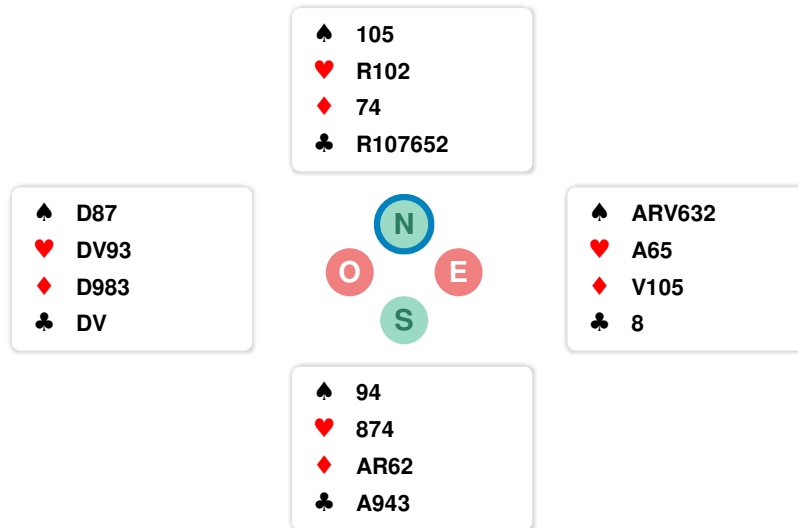 ♠ 105
♥ R102
♦ 74
♣ R107652
♠ D87
♥ DV93
♦ D983
♣ DV
N
O E
S
♠ ARV632
♥ A65
♦ V105
♣ 8
♠ 94
♥ 874
♦ AR62
♣ A943